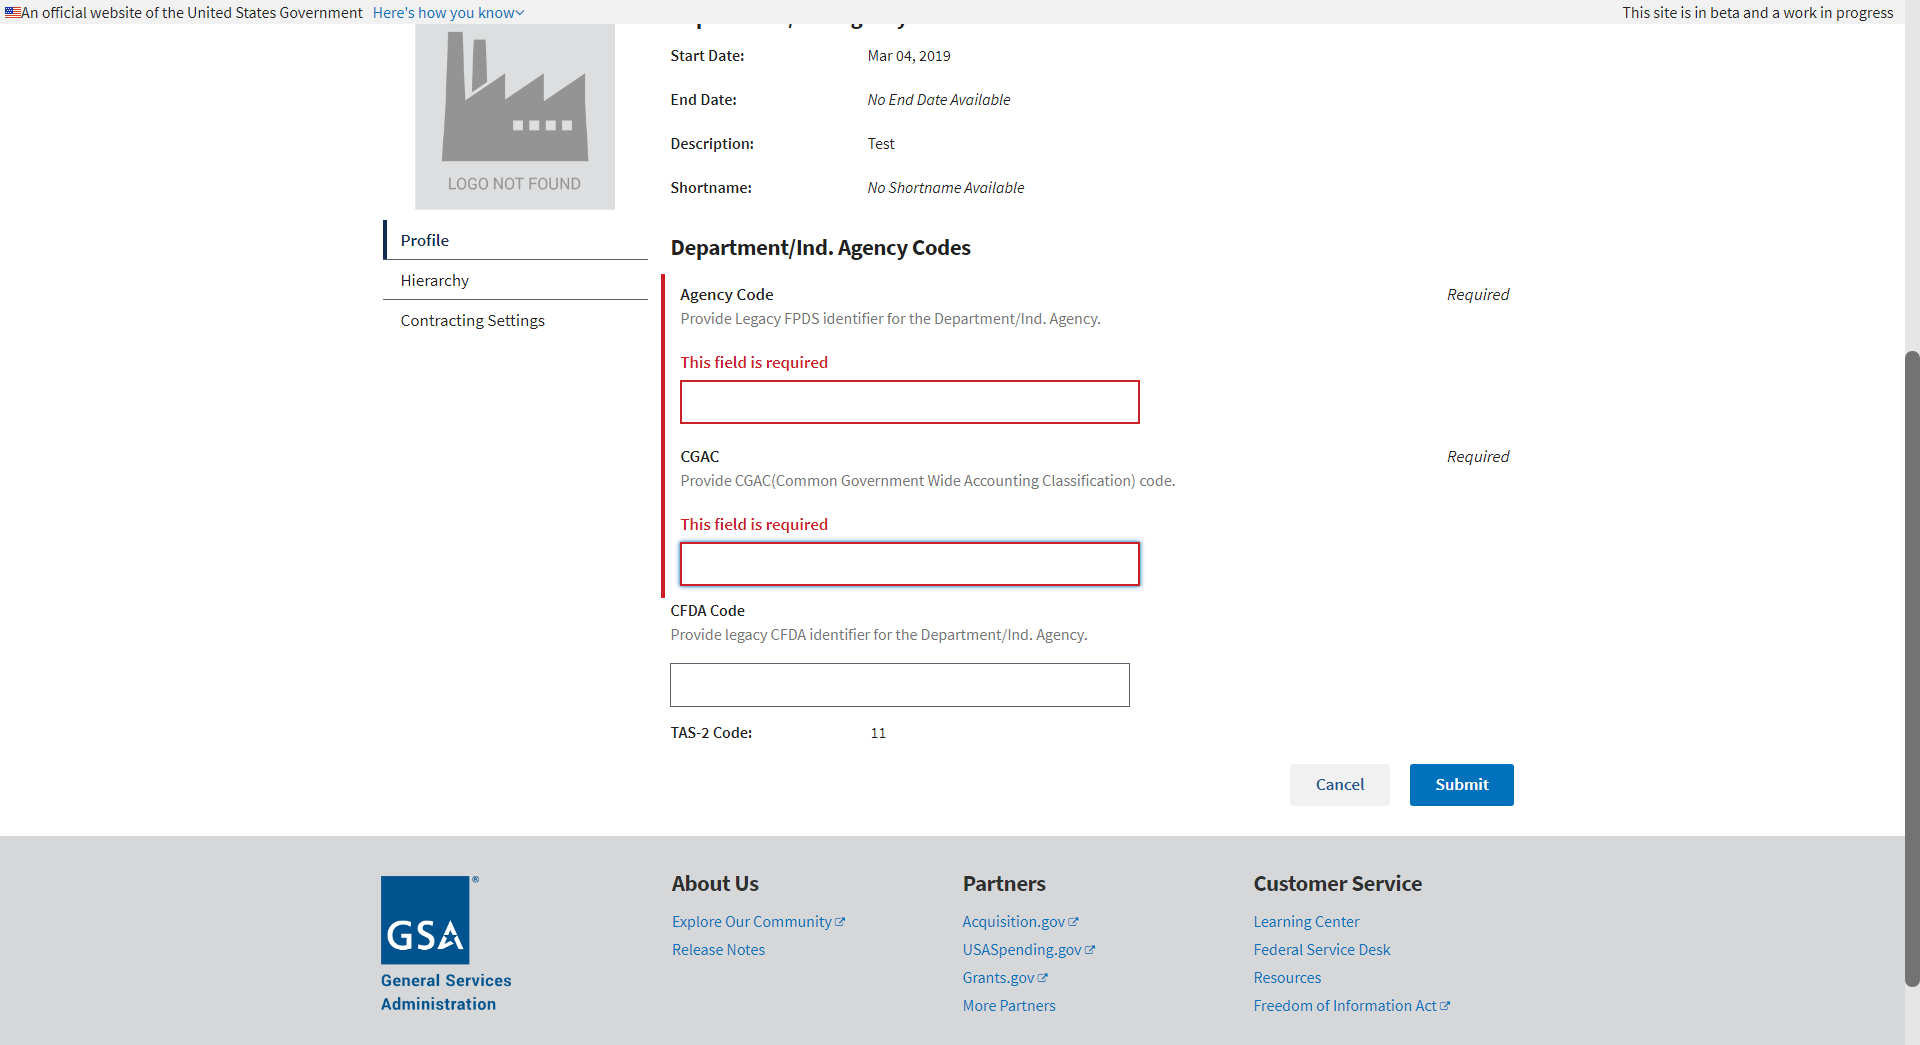 An official website of the United States Government Here's how you know
This site is in beta and a work in progress
LOGO NOT FOUND
Profile
Hierarchy
Contracting Settings
Start Date: Mar 04, 2019
End Date: No End Date Available
Description: Test
Shortname: No Shortname Available
Department/Ind. Agency Codes
Agency Code Required
Provide Legacy FPDS identifier for the Department/Ind. Agency.
This field is required
CGAC Required
Provide CGAC(Common Government Wide Accounting Classification) code.
This field is required
CFDA Code
Provide legacy CFDA identifier for the Department/Ind. Agency.
TAS-2 Code: 11
Cancel Submit
GSA®
General Services
Administration
About Us
Explore Our Community
Release Notes
Partners
Acquisition.gov
USASpending.gov
Grants.gov
More Partners
Customer Service
Learning Center
Federal Service Desk
Resources
Freedom of Information Act